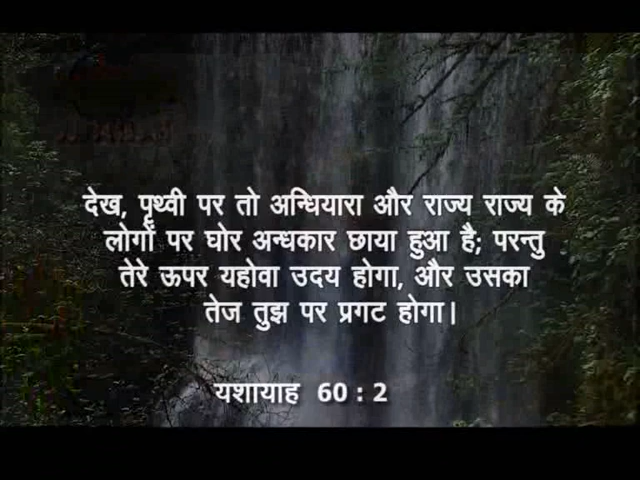 देख, पृथ्वी पर तो अन्धियारा और राज्य राज्य के
लोगों पर घोर अन्धकार छाया हुआ है; परन्तु
तेरे ऊपर यहोवा उदय होगा, और उसका
तेज तुझ पर प्रगट होगा।
यशायाह 60 : 2